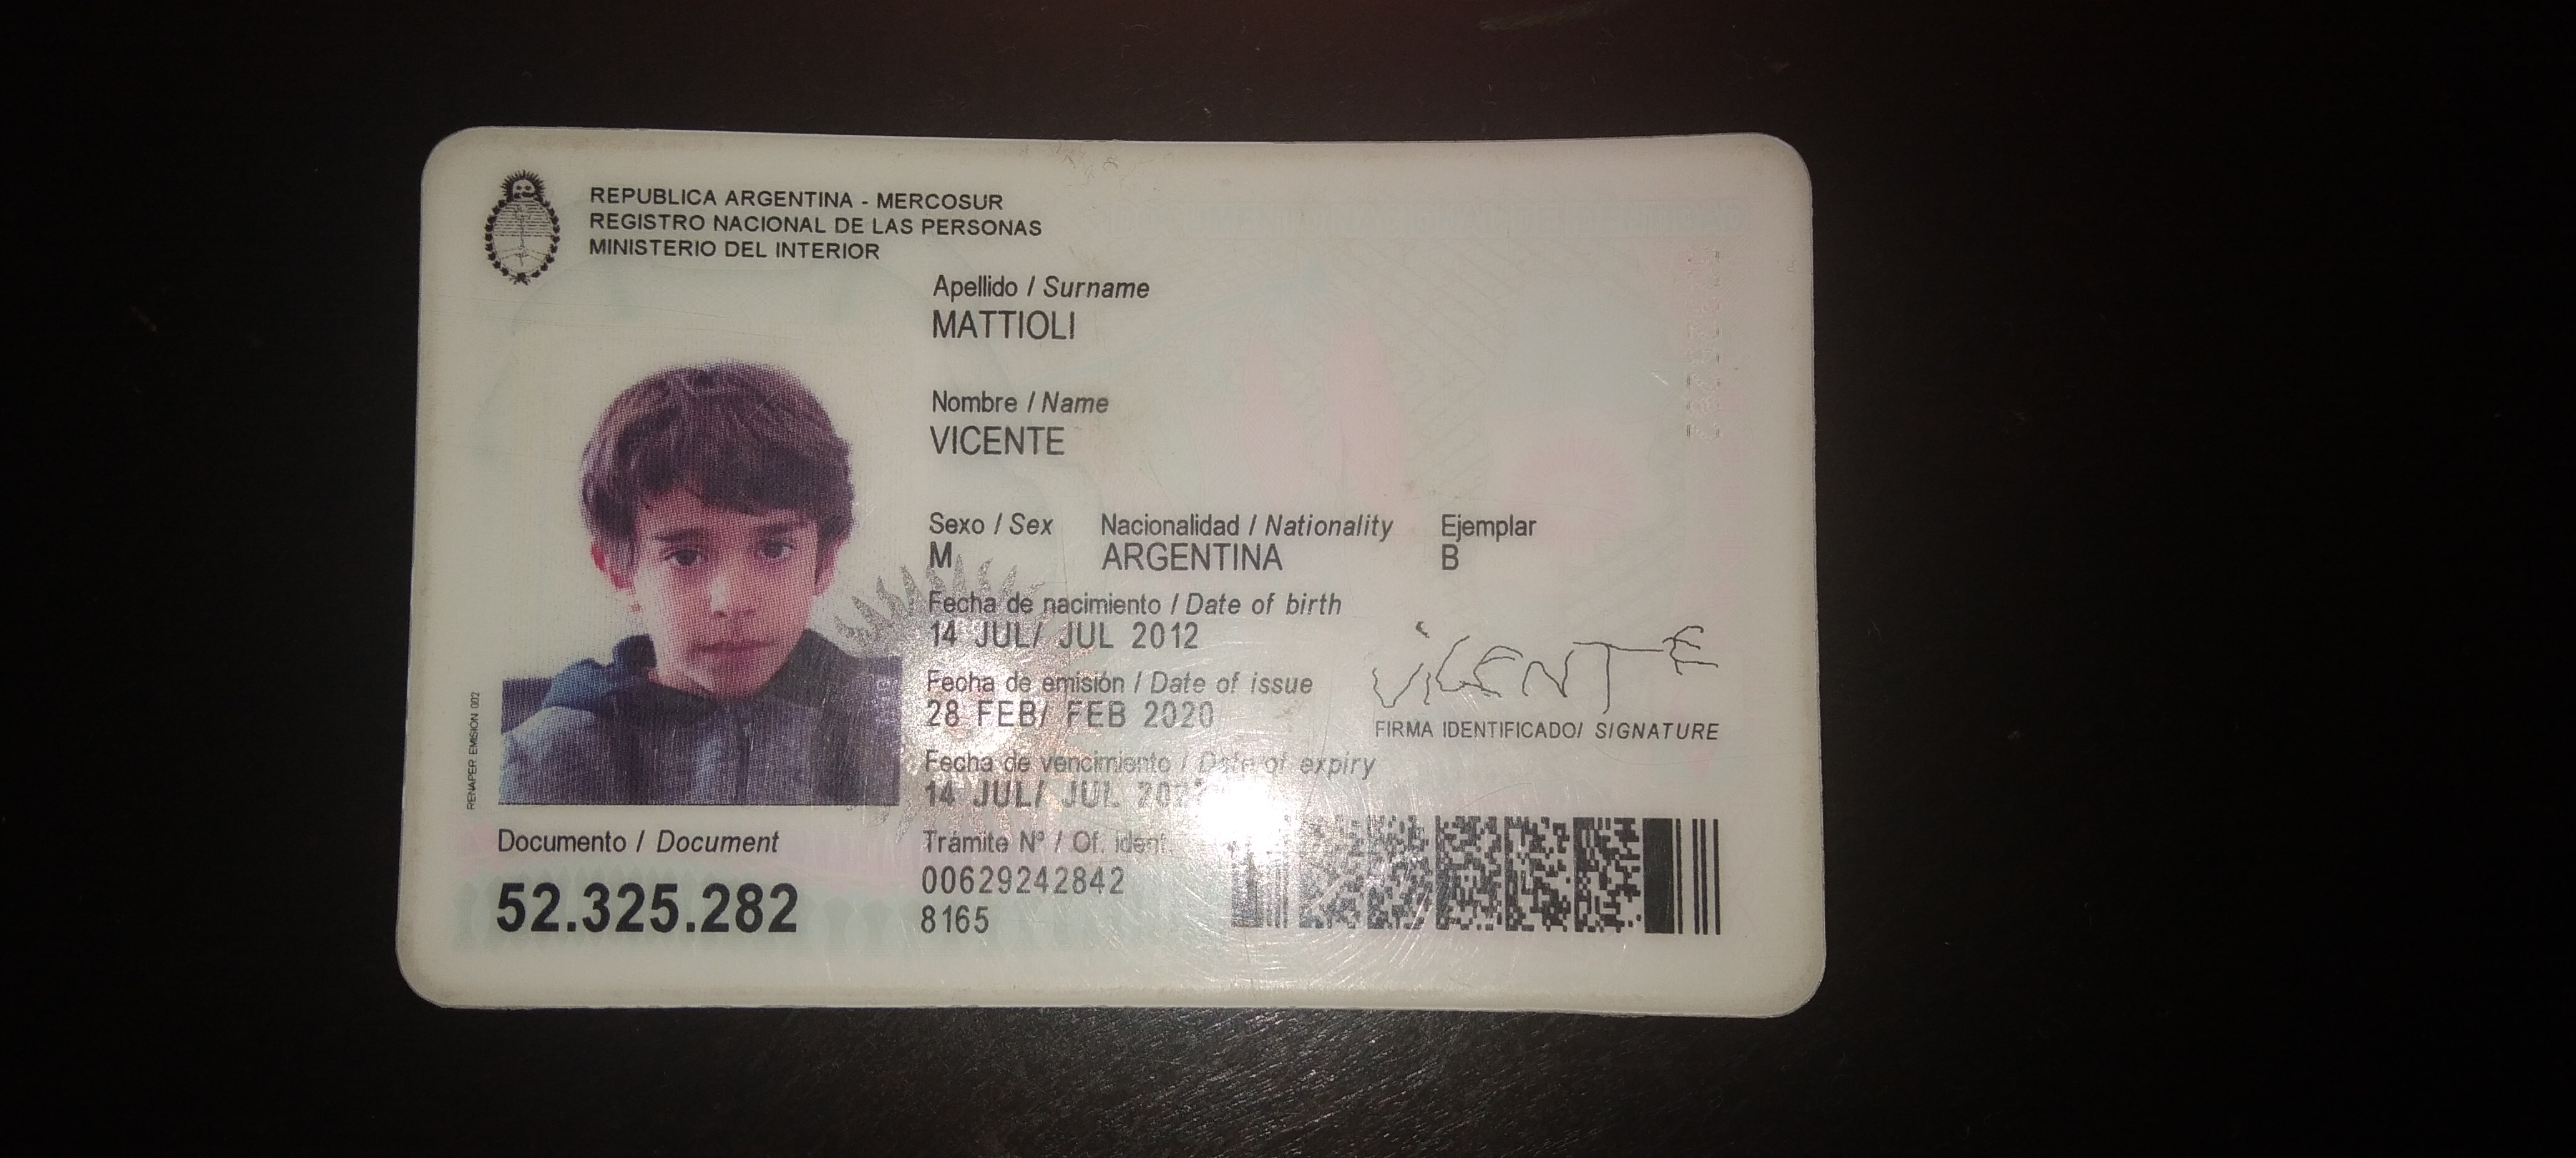 REPUBLICA ARGENTINA - MERCOSUR
REGISTRO NACIONAL DE LAS PERSONAS
MINISTERIO DEL INTERIOR
Apellido / Surname
MATTIOLI
Nombre / Name
VICENTE
Sexo / Sex Nacionalidad / Nationality Ejemplar
M ARGENTINA B
Fecha de nacimiento / Date of birth
14 JUL/ JUL 2012
Fecha de emisión / Date of issue
28 FEB/ FEB 2020
VICENTE
FIRMA IDENTIFICADO/ SIGNATURE
Fecha de vencimiento / Date of expiry
14 JUL/ JUL
RENAPER EMISIÓN 002
Documento / Document
52.325.282
Trámite Nº / Of. ident.
00629242842
8165